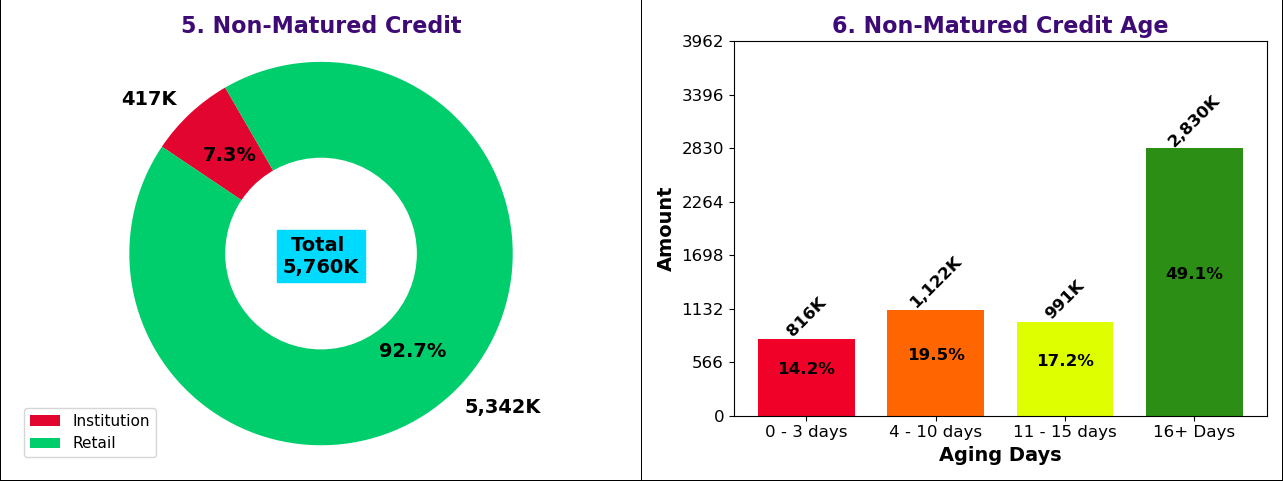 5. Non-Matured Credit
417K
7.3%
Total
5,760K
92.7%
5,342K
Institution
Retail
6. Non-Matured Credit Age
3962
3396
2830
2264
1698
1132
566
0
Amount
816K
14.2%
1,122K
19.5%
991K
17.2%
2,830K
49.1%
0 - 3 days
4 - 10 days
11 - 15 days
16+ Days
Aging Days